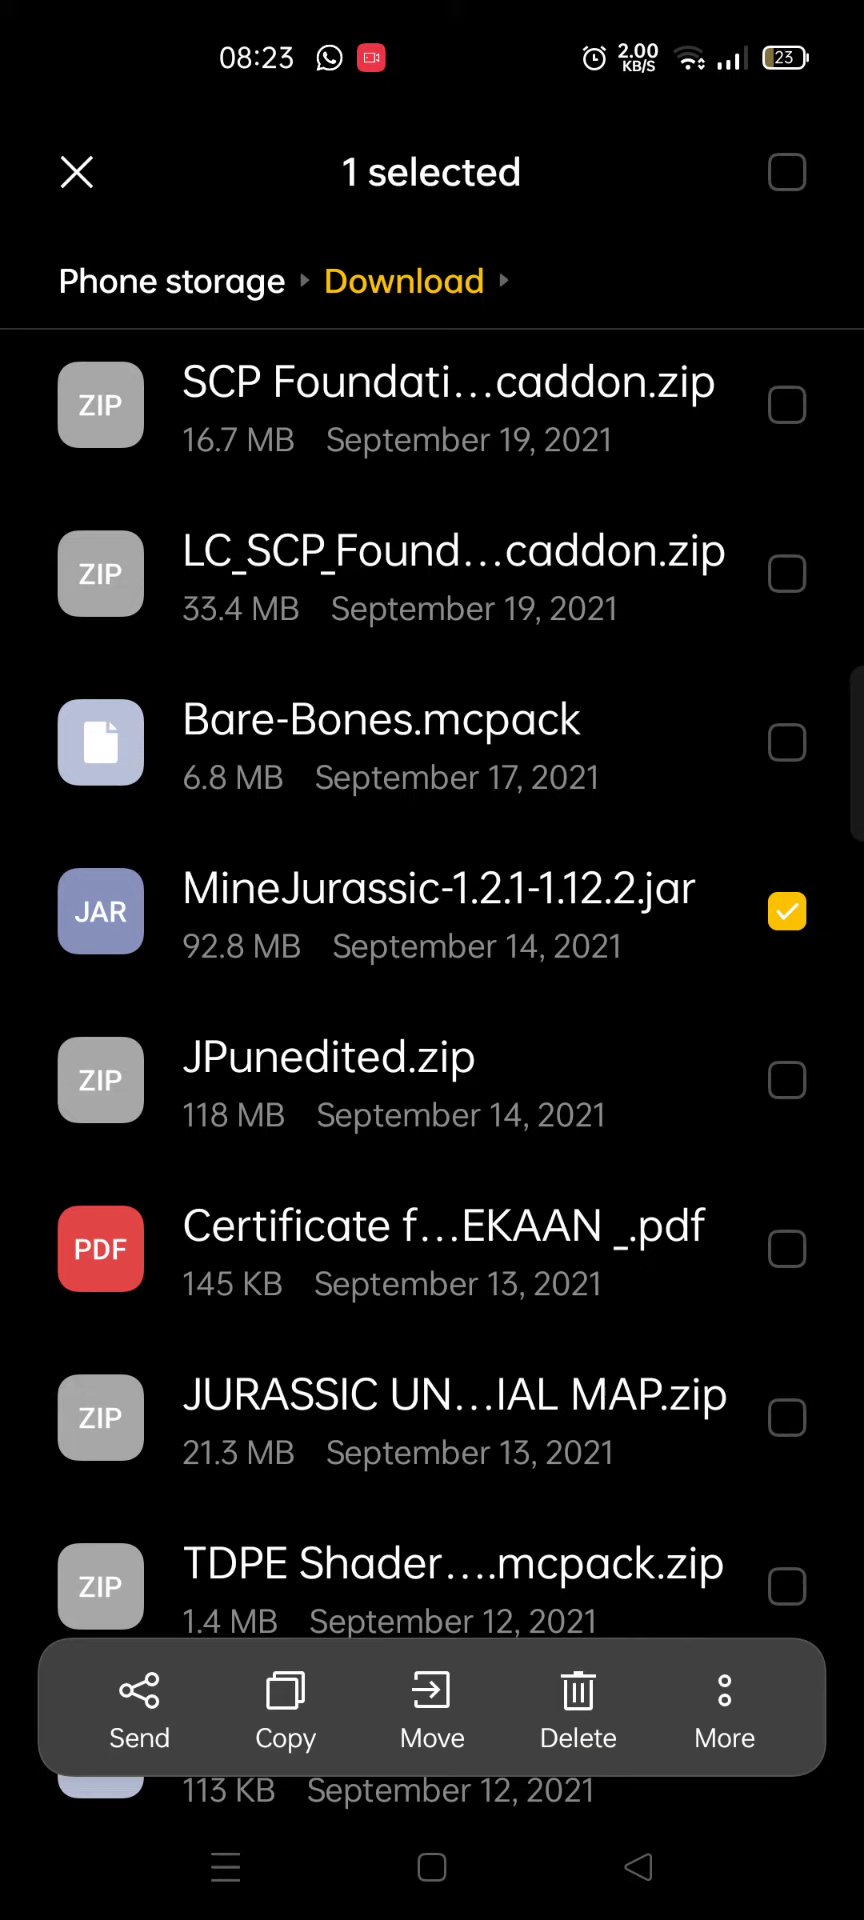 08:23 2.00 KB/S 23
1 selected
Phone storage Download
SCP Foundati...caddon.zip
ZIP
16.7 MB September 19, 2021
LC_SCP_Found...caddon.zip
ZIP
33.4 MB September 19, 2021
Bare-Bones.mcpack
6.8 MB September 17, 2021
MineJurassic-1.2.1-1.12.2.jar
JAR
92.8 MB September 14, 2021
JPunedited.zip
ZIP
118 MB September 14, 2021
Certificate f...EKAAN _.pdf
PDF
145 KB September 13, 2021
JURASSIC UN...IAL MAP.zip
ZIP
21.3 MB September 13, 2021
TDPE Shader....mcpack.zip
ZIP
1.4 MB September 12, 2021
Send Copy Move Delete More
113 KB September 12, 2021